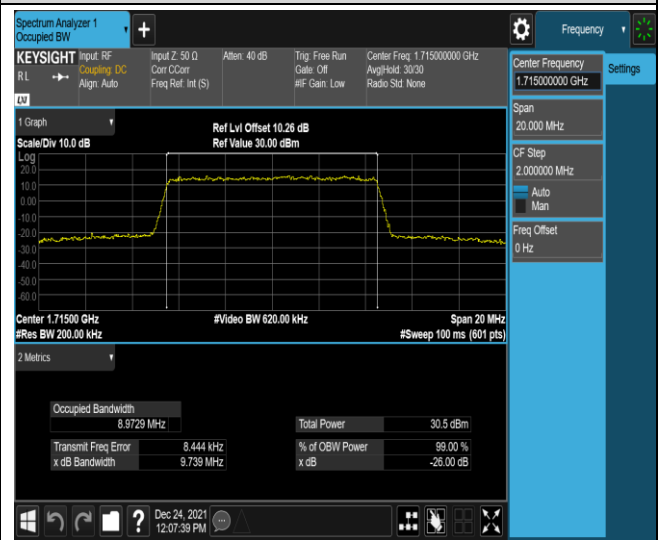 Spectrum Analyzer 1
Occupied BW
+
Frequency
KEYSIGHT
R L
LXI
Input: RF
Coupling: DC
Align: Auto
Input Z: 50 Ω
Corr CCorr
Freq Ref: Int (S)
Atten: 40 dB
Trig: Free Run
Gate: Off
#IF Gain: Low
Center Freq: 1.715000000 GHz
Avg|Hold: 30/30
Radio Std: None
Center Frequency
1.715000000 GHz
Settings
Span
20.000 MHz
CF Step
2.000000 MHz
Auto
Man
Freq Offset
0 Hz
1 Graph
Scale/Div 10.0 dB
Ref Lvl Offset 10.26 dB
Ref Value 30.00 dBm
Log
20.0
10.0
0.00
-10.0
-20.0
-30.0
-40.0
-50.0
-60.0
Center 1.71500 GHz
#Video BW 620.00 kHz
Span 20 MHz
#Res BW 200.00 kHz
#Sweep 100 ms (601 pts)
2 Metrics
Occupied Bandwidth
8.9729 MHz
Total Power 30.5 dBm
Transmit Freq Error 8.444 kHz
% of OBW Power 99.00 %
x dB Bandwidth 9.739 MHz
x dB -26.00 dB
?
Dec 24, 2021
12:07:39 PM